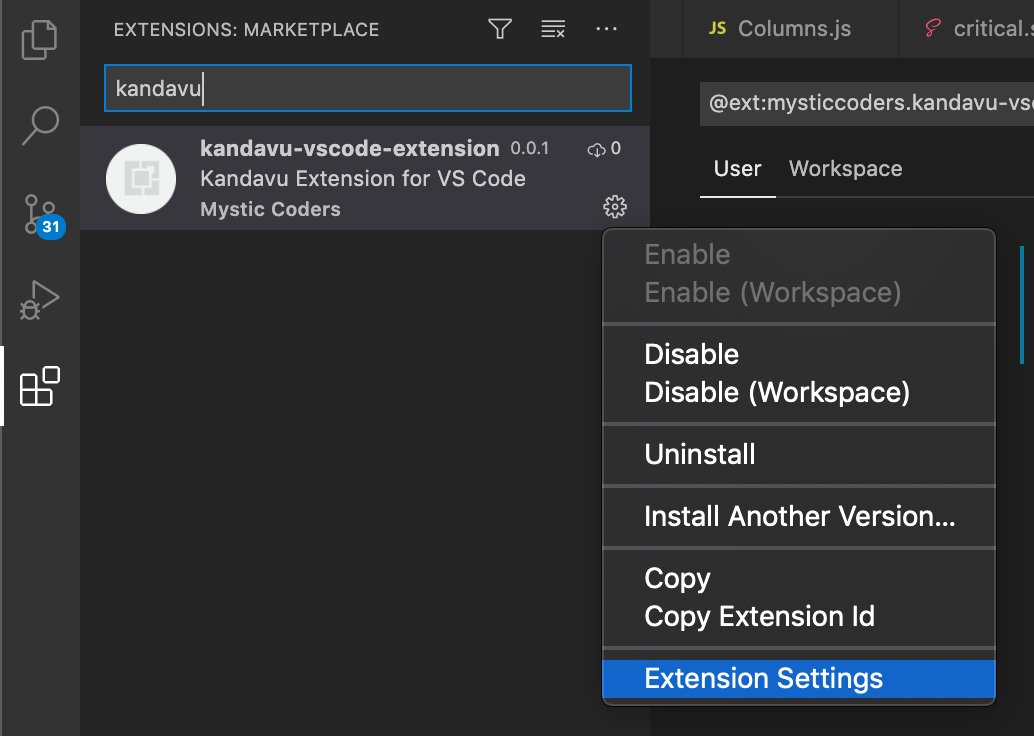 EXTENSIONS: MARKETPLACE
kandavu
kandavu-vscode-extension 0.0.1 0
Kandavu Extension for VS Code
Mystic Coders
31
JS Columns.js
@ext:mysticcoders.kandavu-vs
User Workspace
Enable
Enable (Workspace)
Disable
Disable (Workspace)
Uninstall
Install Another Version...
Copy
Copy Extension Id
Extension Settings